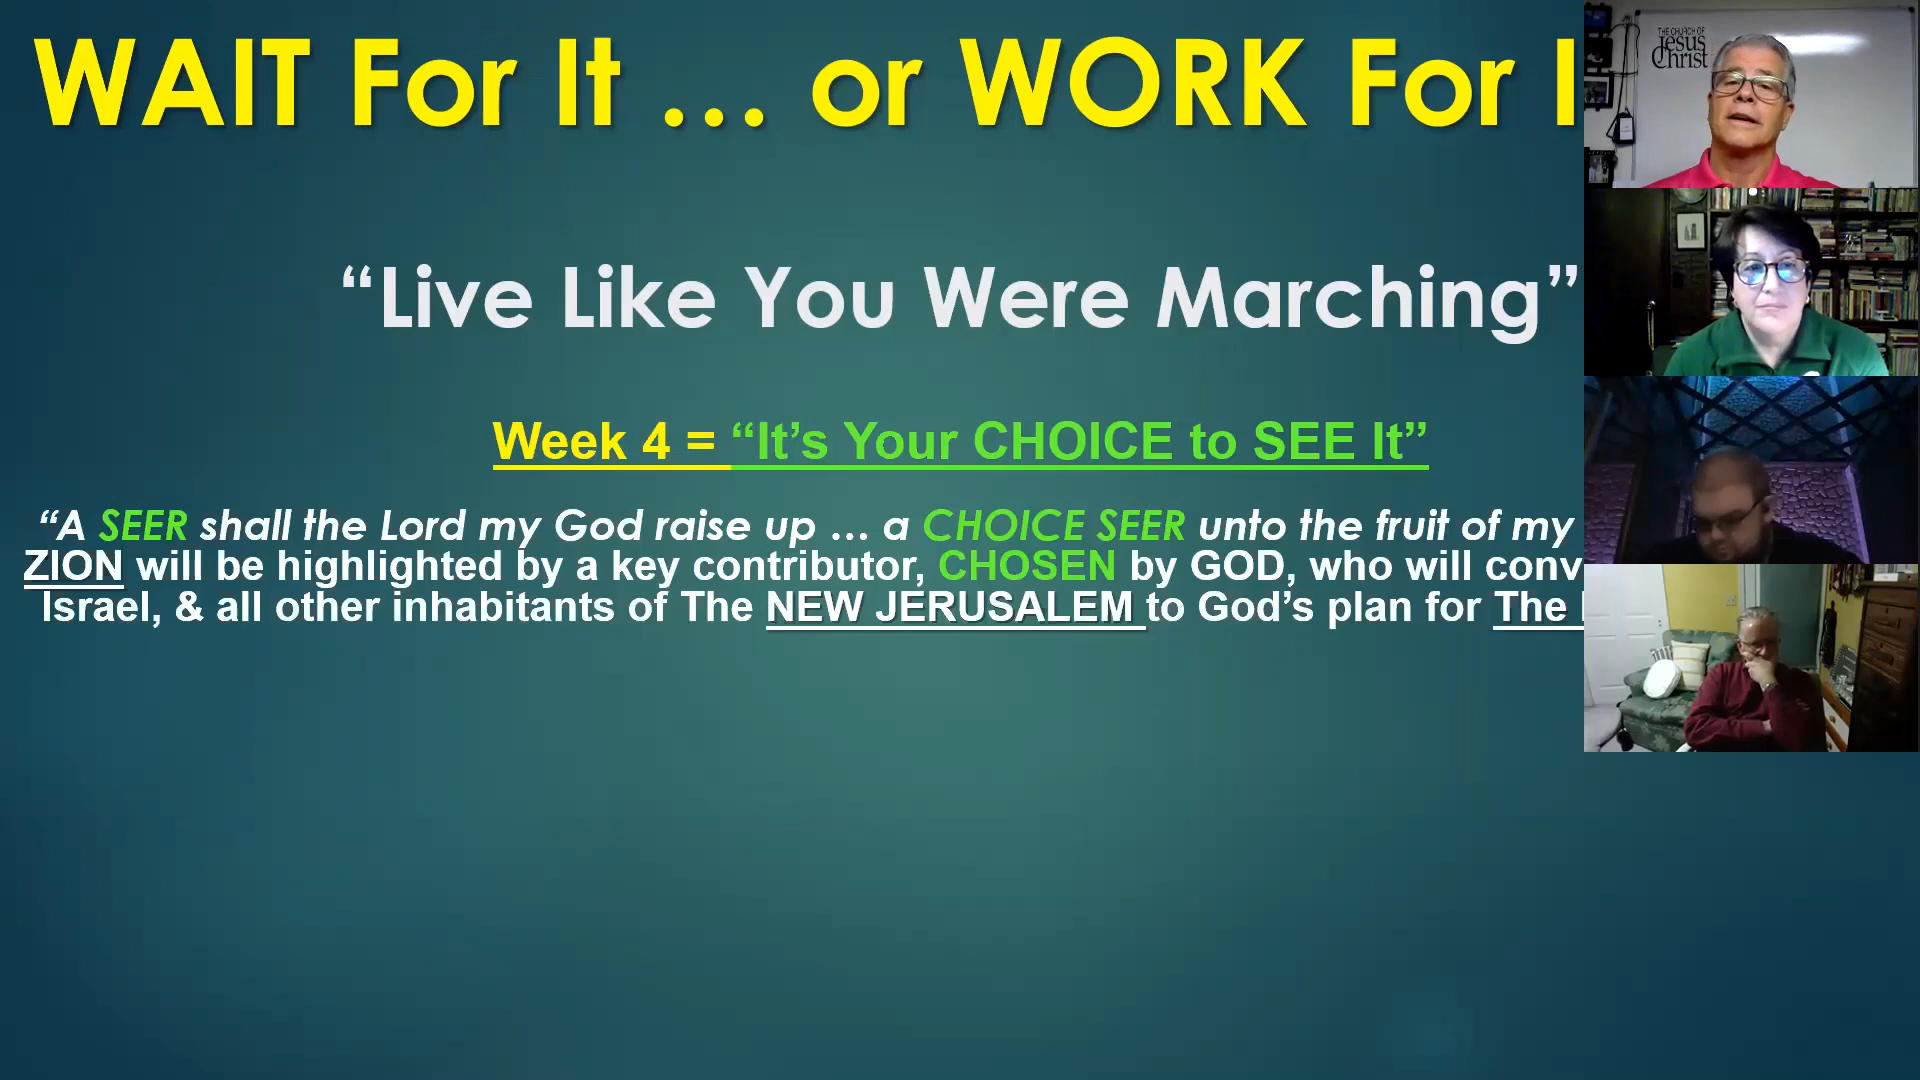 WAIT For It … or WORK For I
“Live Like You Were Marching”
Week 4 = “It’s Your CHOICE to SEE It”
“A SEER shall the Lord my God raise up … a CHOICE SEER unto the fruit of my
ZION will be highlighted by a key contributor, CHOSEN by GOD, who will conv
Israel, & all other inhabitants of The NEW JERUSALEM to God’s plan for The
THE CHURCH OF
Jesus
Christ